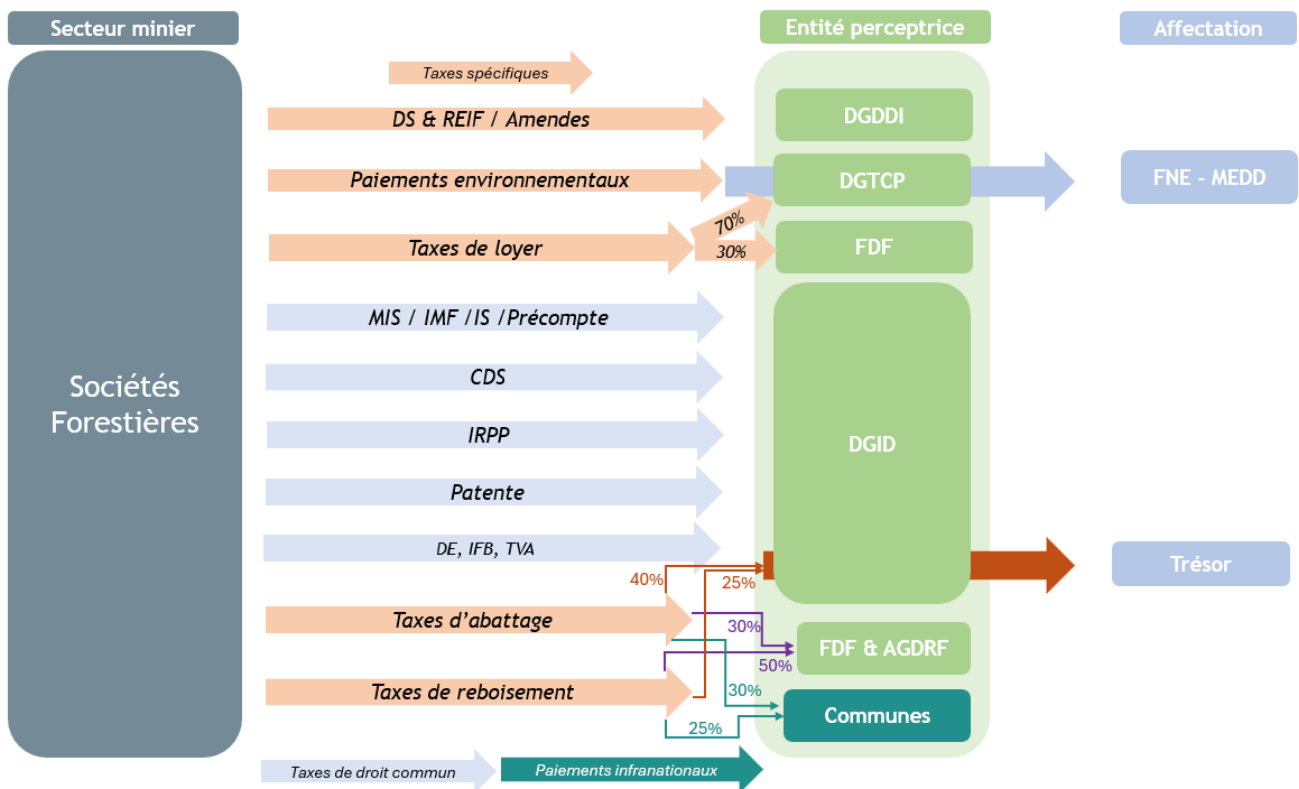 Secteur minier
Entité perceptrice
Affectation
Taxes spécifiques
DS & REIF / Amendes
DGDDI
Paiements environnementaux
DGTCP
FNE - MEDD
70%
Taxes de loyer
30%
FDF
MIS / IMF /IS /Précompte
CDS
Sociétés
Forestières
IRPP
DGID
Patente
DE, IFB, TVA
40%
25%
Trésor
Taxes d’abattage
30%
FDF & AGDRF
50%
Taxes de reboisement
30%
Communes
25%
Taxes de droit commun
Paiements infranationaux